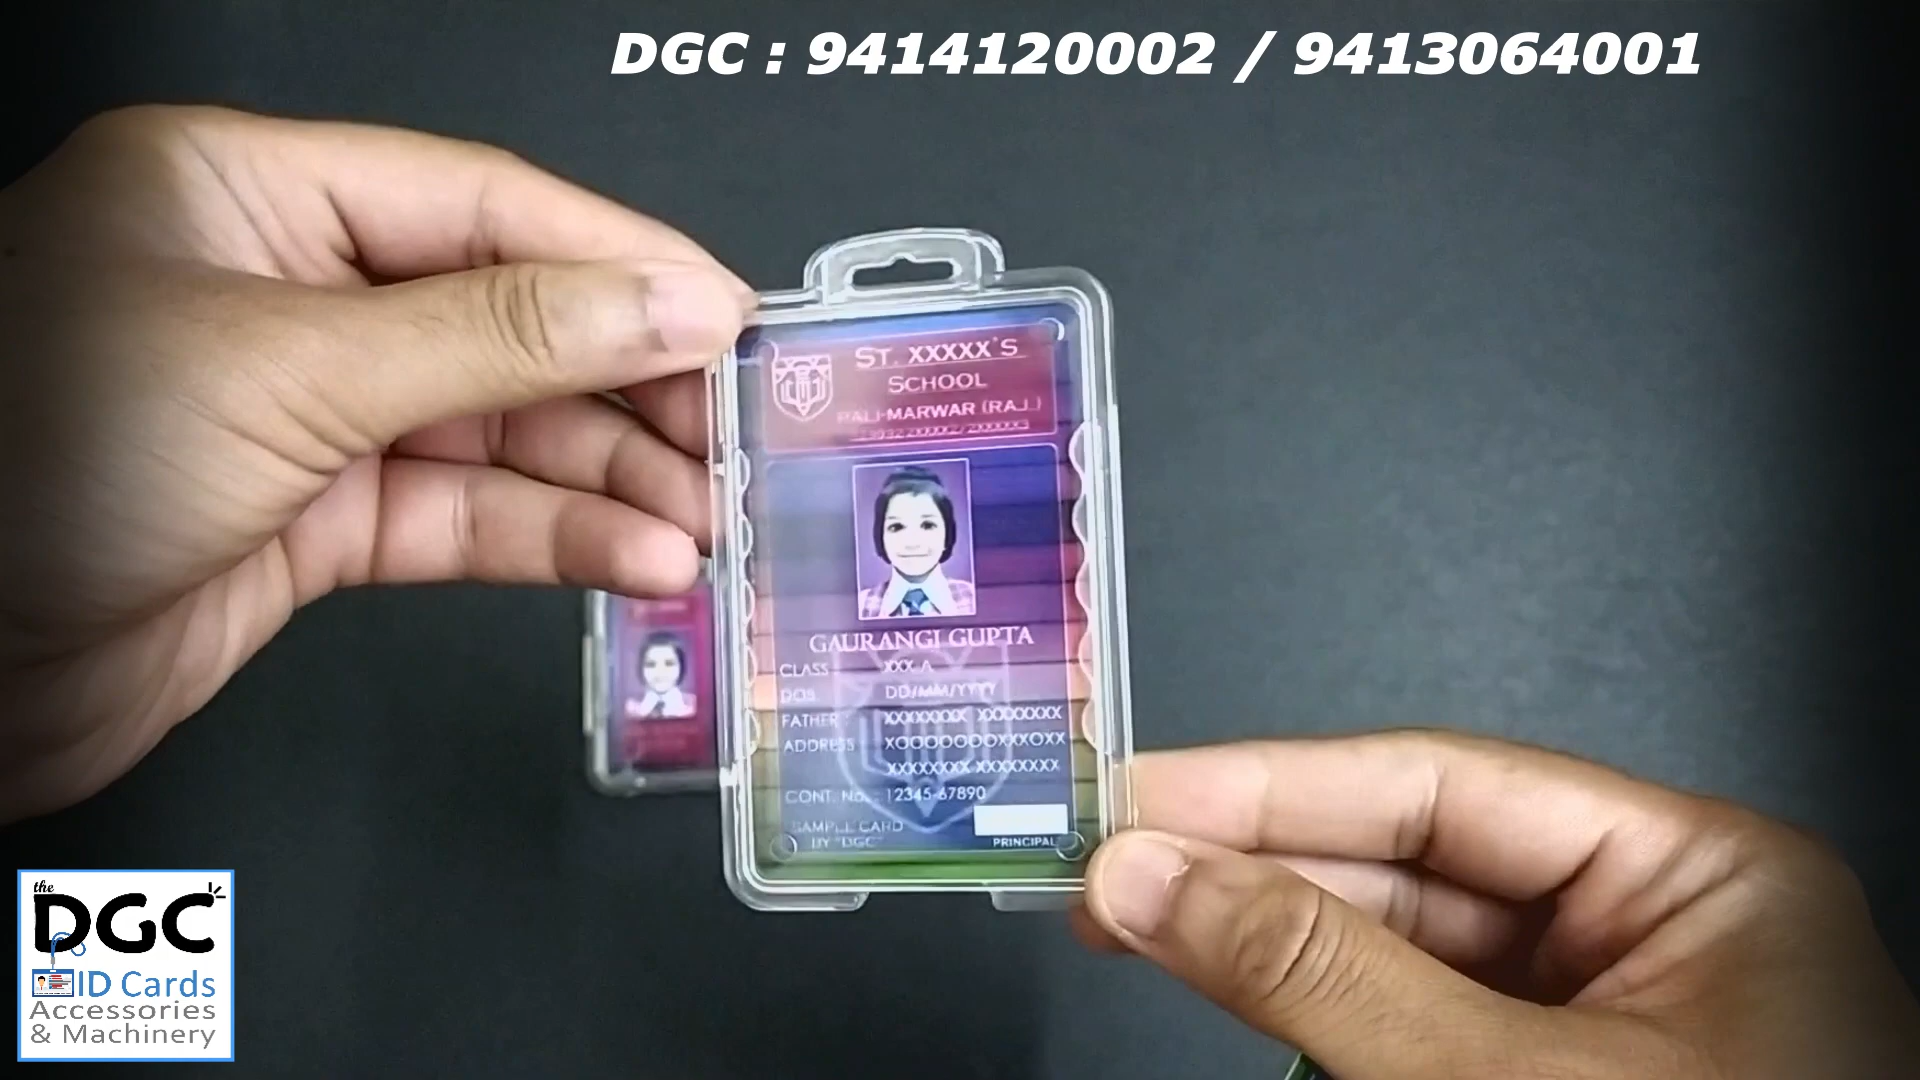 DGC : 9414120002 / 9413064001
ST. XXXXX'S
SCHOOL
PALI-MARWAR (RAJ.)
GAURANGI GUPTA
CLASS : XXX A
DOB. DD/MM/YYYY
FATHER : XXXXXXXX XXXXXXXX
ADDRESS : XOOOOOOOXXXOXX
XXXXXXXX XXXXXXXX
CONT. No. : 12345-67890
SAMPLE CARD
BY "DGC"
PRINCIPAL
the
DGC
ID Cards
Accessories
& Machinery